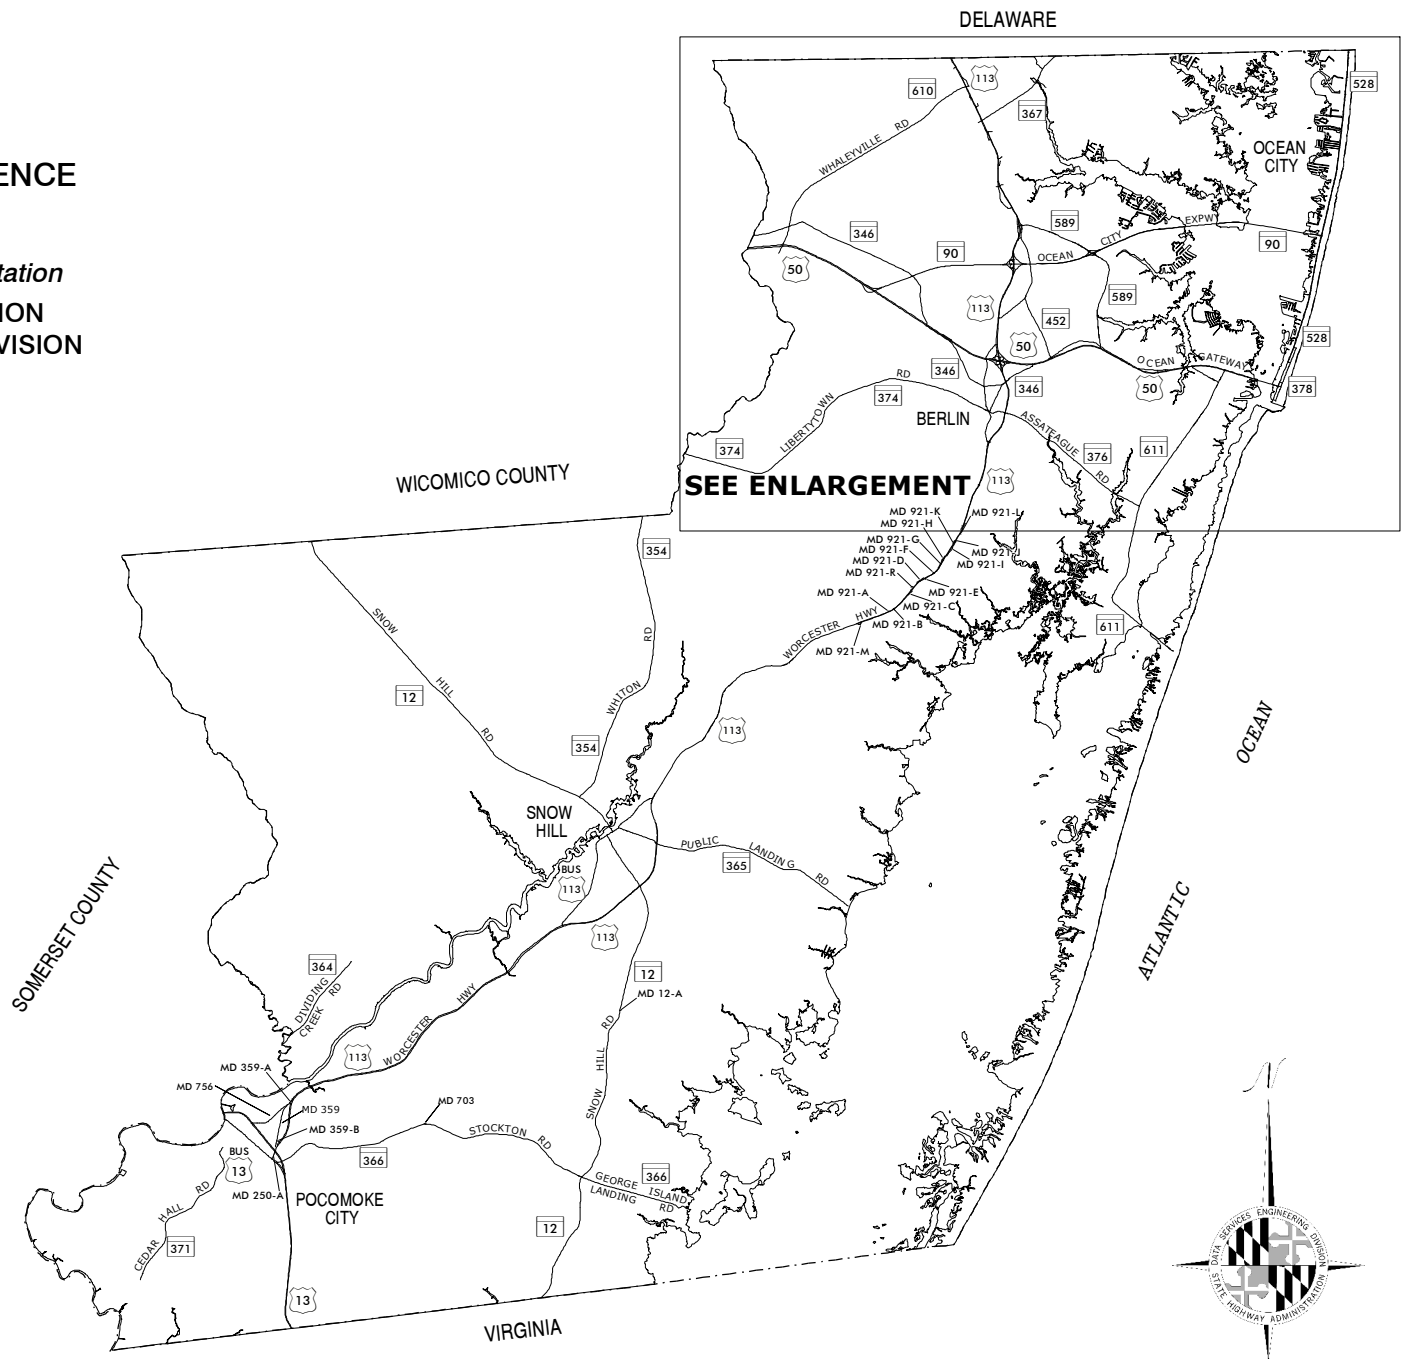 DELAWARE
ENCE
tation
ION
VISION
610
113
367
528
OCEAN
CITY
WHALEYVILLE RD
346
90
589
OCEAN CITY EXPWY
90
50
113
589
452
50
528
346
346
OCEAN GATEWAY
50
378
RD
374
LIBERTYTOWN
BERLIN
ASSATEAGUE RD
376
611
374
WICOMICO COUNTY
SEE ENLARGEMENT
113
MD 921-K
MD 921-L
MD 921-H
MD 921-G
MD 921-F
MD 921-D
MD 921-R
MD 921-J
MD 921-I
MD 921-A
MD 921-E
MD 921-C
MD 921-B
MD 921-M
WORCESTER HWY
611
354
SNOW HILL RD
12
WHITON RD
354
113
OCEAN
SNOW
HILL
BUS
113
PUBLIC LANDING RD
365
113
ATLANTIC
SOMERSET COUNTY
364
DIVIDING
CREEK RD
12
MD 12-A
WORCESTER HWY
113
SNOW HILL RD
MD 359-A
MD 756
MD 359
MD 359-B
MD 703
STOCKTON RD
366
BUS
13
MD 250-A
POCOMOKE
CITY
CEDAR HALL RD
371
GEORGE ISLAND
LANDING RD
366
12
13
VIRGINIA
DATA SERVICES ENGINEERING DIVISION
STATE HIGHWAY ADMINISTRATION